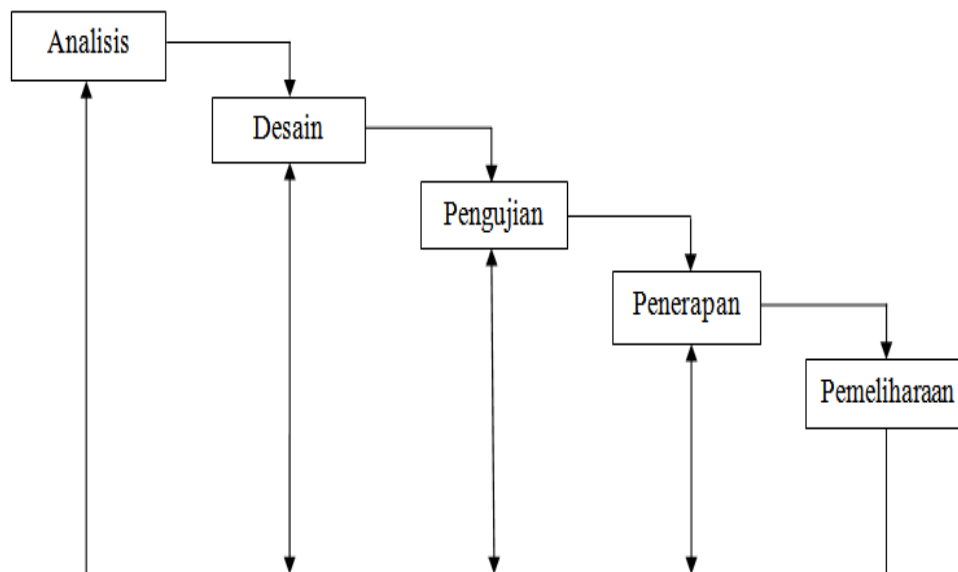 Analisis
Desain
Pengujian
Penerapan
Pemeliharaan